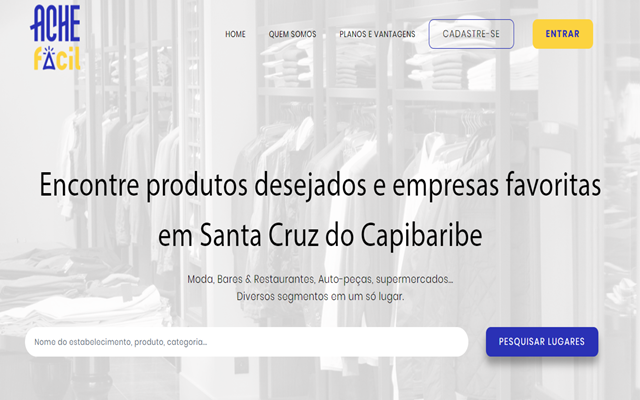 ACHE
fácil
HOME
QUEM SOMOS
PLANOS E VANTAGENS
CADASTRE-SE
ENTRAR
Encontre produtos desejados e empresas favoritas
em Santa Cruz do Capibaribe
Moda, Bares & Restaurantes, Auto-peças, supermercados...
Diversos segmentos em um só lugar.
Nome do estabelecimento, produto, categoria...
PESQUISAR LUGARES